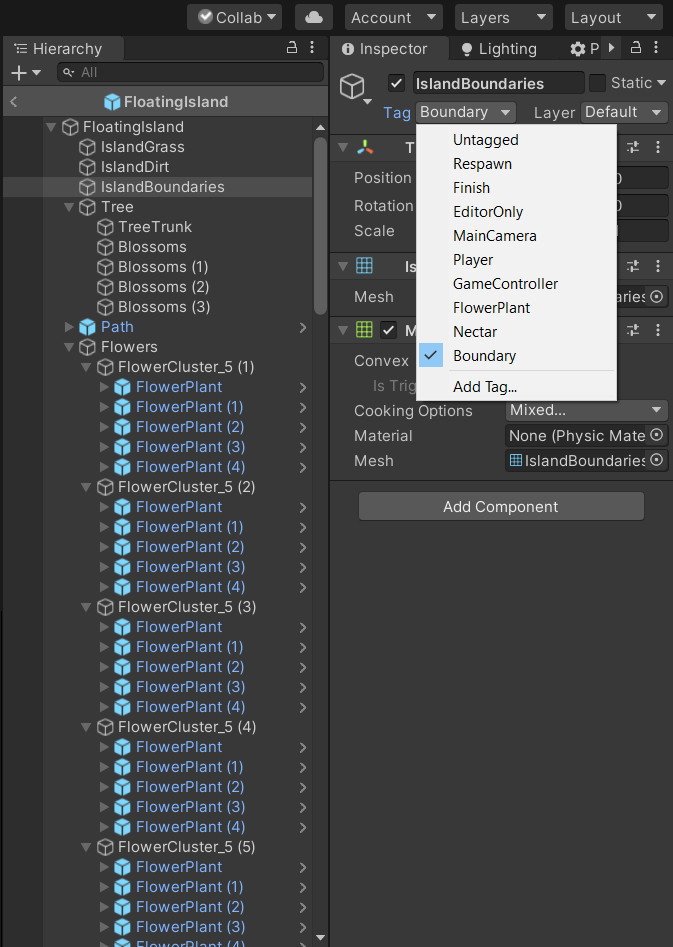 Collab Account Layers Layout
Hierarchy
All
FloatingIsland
FloatingIsland
IslandGrass
IslandDirt
IslandBoundaries
Tree
TreeTrunk
Blossoms
Blossoms (1)
Blossoms (2)
Blossoms (3)
Path
Flowers
FlowerCluster_5 (1)
FlowerPlant
FlowerPlant (1)
FlowerPlant (2)
FlowerPlant (3)
FlowerPlant (4)
FlowerCluster_5 (2)
FlowerPlant
FlowerPlant (1)
FlowerPlant (2)
FlowerPlant (3)
FlowerPlant (4)
FlowerCluster_5 (3)
FlowerPlant
FlowerPlant (1)
FlowerPlant (2)
FlowerPlant (3)
FlowerPlant (4)
FlowerCluster_5 (4)
FlowerPlant
FlowerPlant (1)
FlowerPlant (2)
FlowerPlant (3)
FlowerPlant (4)
FlowerCluster_5 (5)
FlowerPlant
FlowerPlant (1)
FlowerPlant (2)
FlowerPlant (3)
FlowerPlant (4)
Inspector Lighting P
IslandBoundaries Static
Tag Boundary Layer Default
T
Position 0
Rotation 0
Scale
Is
Mesh aries
M
Convex
Is Trig
Cooking Options Mixed...
Material None (Physic Mate
Mesh IslandBoundaries
Add Component
Untagged
Respawn
Finish
EditorOnly
MainCamera
Player
GameController
FlowerPlant
Nectar
Boundary
Add Tag...